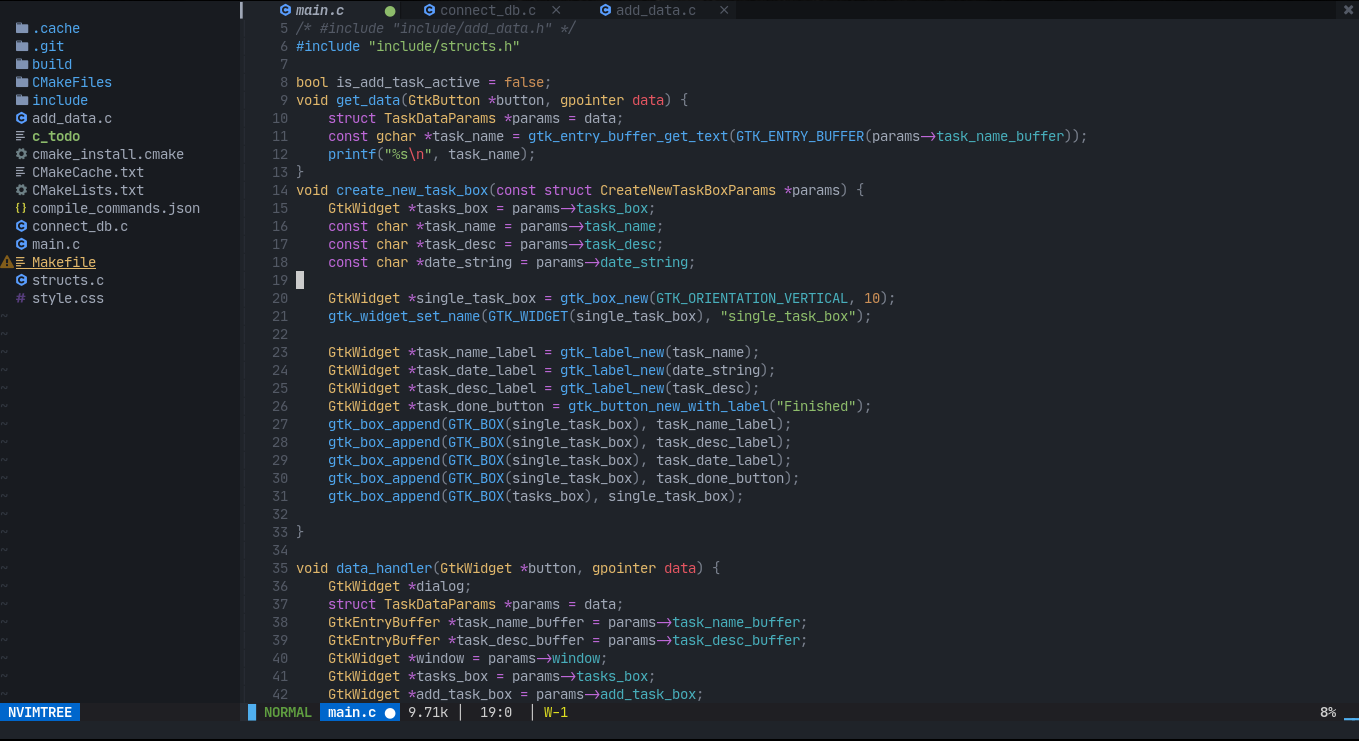 main.c
connect_db.c
add_data.c
.cache
.git
build
CMakeFiles
include
add_data.c
c_todo
cmake_install.cmake
CMakeCache.txt
CMakeLists.txt
{} compile_commands.json
connect_db.c
main.c
Makefile
structs.c
# style.css
5 /* #include "include/add_data.h" */
6 #include "include/structs.h"
7
8 bool is_add_task_active = false;
9 void get_data(GtkButton *button, gpointer data) {
10     struct TaskDataParams *params = data;
11     const gchar *task_name = gtk_entry_buffer_get_text(GTK_ENTRY_BUFFER(params->task_name_buffer));
12     printf("%s\n", task_name);
13 }
14 void create_new_task_box(const struct CreateNewTaskBoxParams *params) {
15     GtkWidget *tasks_box = params->tasks_box;
16     const char *task_name = params->task_name;
17     const char *task_desc = params->task_desc;
18     const char *date_string = params->date_string;
19
20     GtkWidget *single_task_box = gtk_box_new(GTK_ORIENTATION_VERTICAL, 10);
21     gtk_widget_set_name(GTK_WIDGET(single_task_box), "single_task_box");
22
23     GtkWidget *task_name_label = gtk_label_new(task_name);
24     GtkWidget *task_date_label = gtk_label_new(date_string);
25     GtkWidget *task_desc_label = gtk_label_new(task_desc);
26     GtkWidget *task_done_button = gtk_button_new_with_label("Finished");
27     gtk_box_append(GTK_BOX(single_task_box), task_name_label);
28     gtk_box_append(GTK_BOX(single_task_box), task_desc_label);
29     gtk_box_append(GTK_BOX(single_task_box), task_date_label);
30     gtk_box_append(GTK_BOX(single_task_box), task_done_button);
31     gtk_box_append(GTK_BOX(tasks_box), single_task_box);
32
33 }
34
35 void data_handler(GtkWidget *button, gpointer data) {
36     GtkWidget *dialog;
37     struct TaskDataParams *params = data;
38     GtkEntryBuffer *task_name_buffer = params->task_name_buffer;
39     GtkEntryBuffer *task_desc_buffer = params->task_desc_buffer;
40     GtkWidget *window = params->window;
41     GtkWidget *tasks_box = params->tasks_box;
42     GtkWidget *add_task_box = params->add_task_box;
NVIMTREE
NORMAL main.c 9.71k | 19:0 | W-1 8%